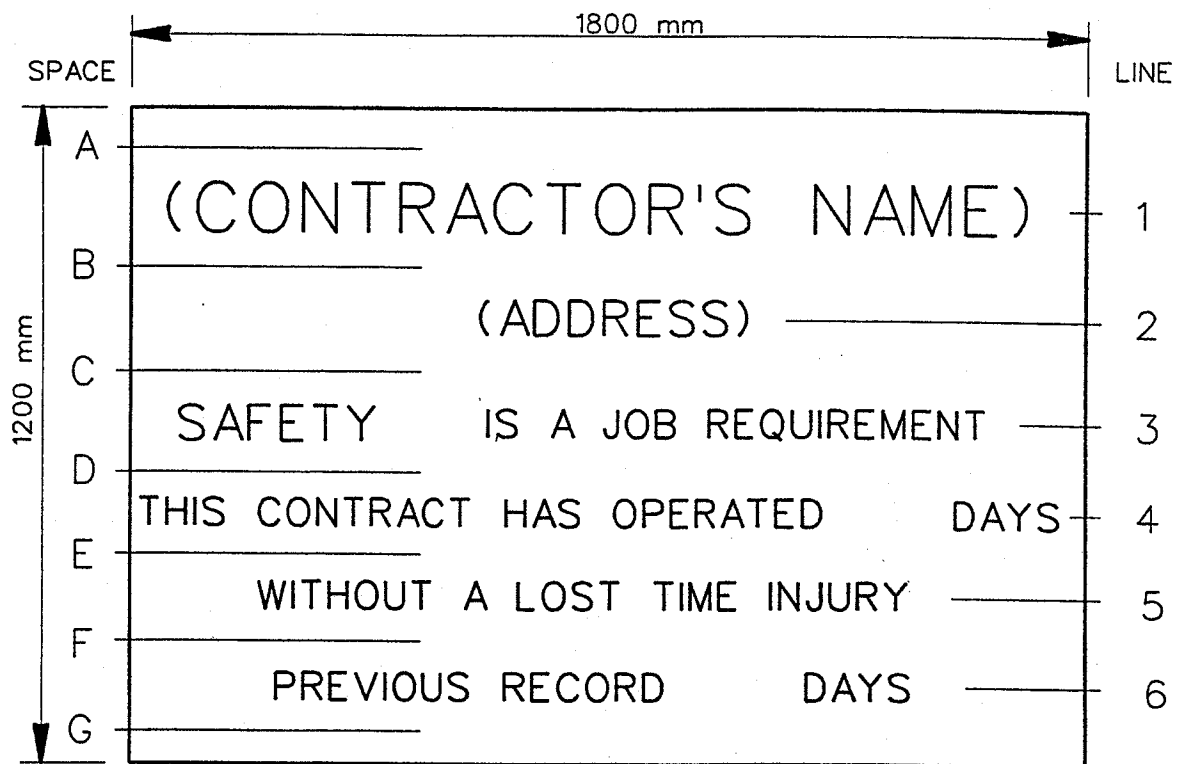 1800 mm
SPACE LINE
A
(CONTRACTOR'S NAME) 1
B
(ADDRESS) 2
C
1200 mm
SAFETY IS A JOB REQUIREMENT 3
D
THIS CONTRACT HAS OPERATED DAYS 4
E
WITHOUT A LOST TIME INJURY 5
F
PREVIOUS RECORD DAYS 6
G